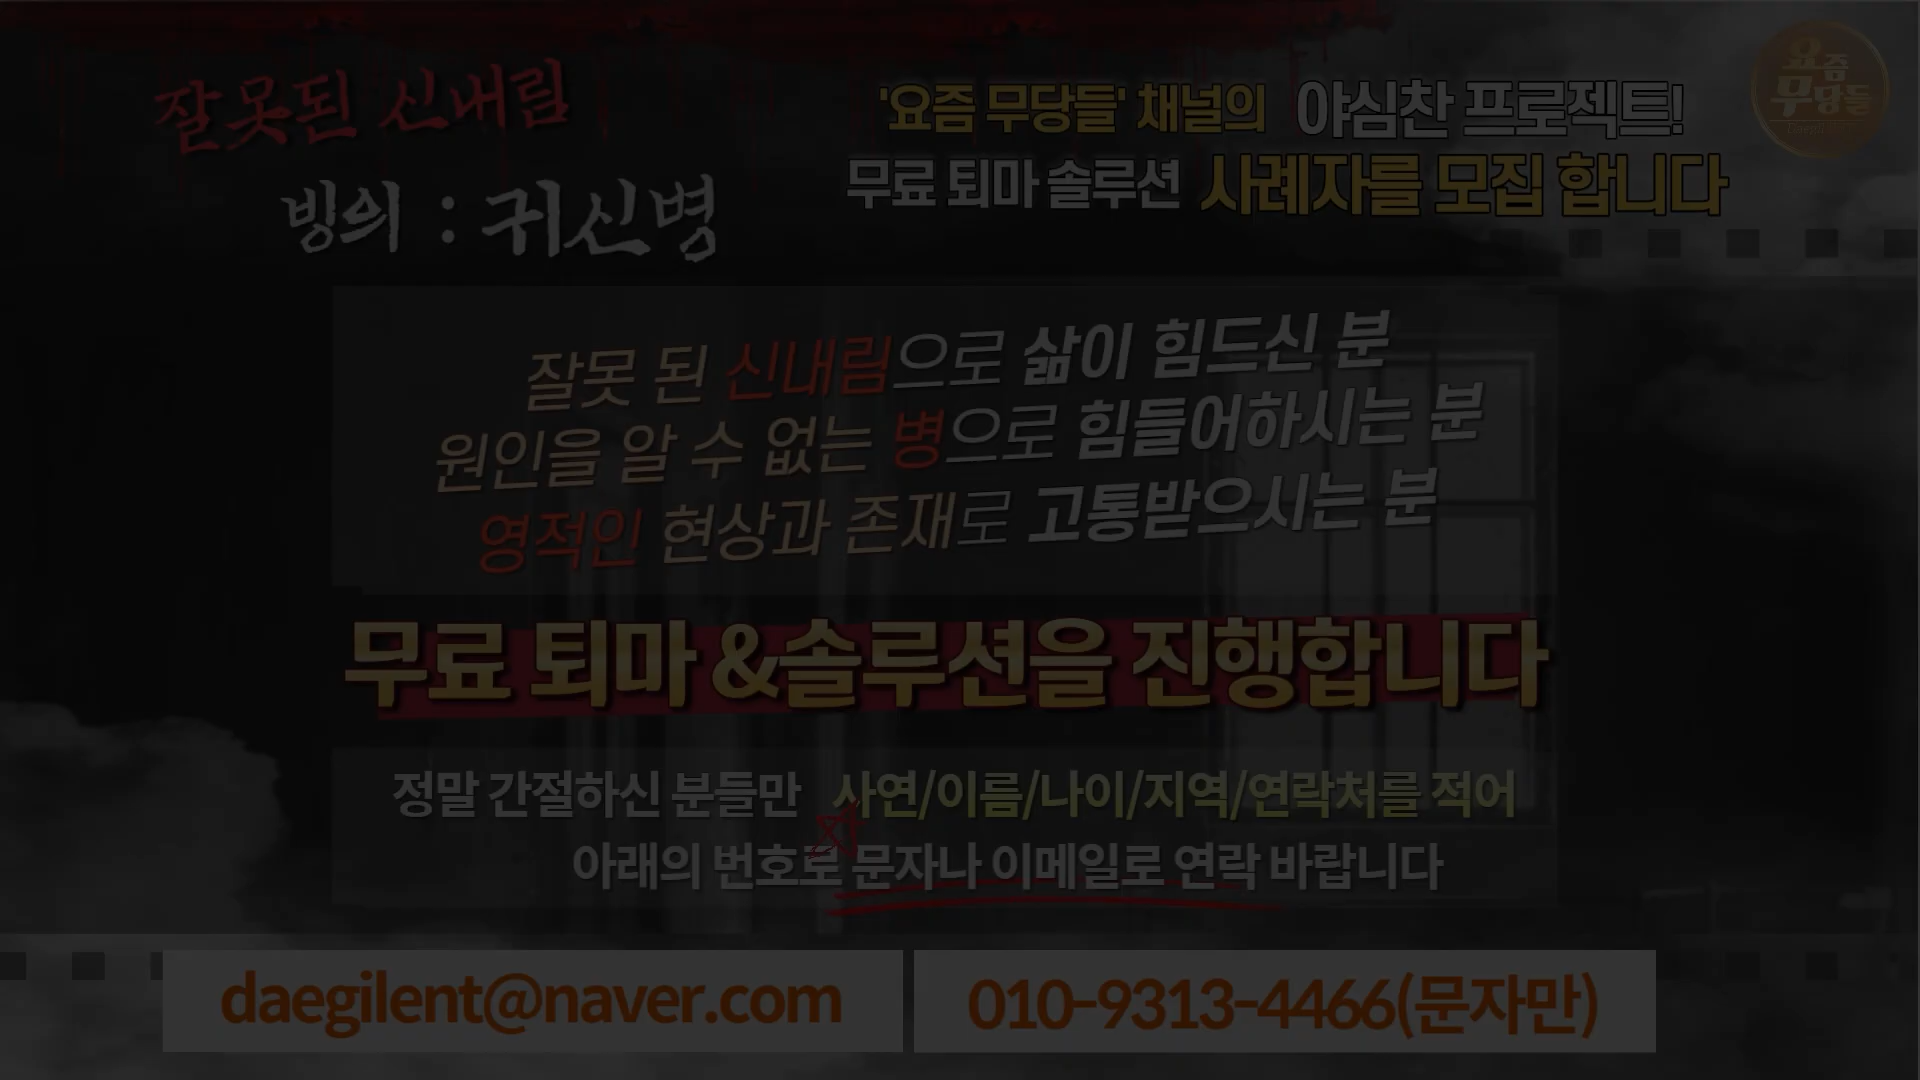 잘못된 신내림
빙의 : 귀신병
'요즘 무당들' 채널의 야심찬 프로젝트!
무료 퇴마 솔루션 사례자를 모집 합니다
요즘
무당들
잘못 된 신내림으로 삶이 힘드신 분
원인을 알 수 없는 병으로 힘들어하시는 분
영적인 현상과 존재로 고통받으시는 분
무료 퇴마 &솔루션을 진행합니다
정말 간절하신 분들만 사연/이름/나이/지역/연락처를 적어
아래의 번호로 문자나 이메일로 연락 바랍니다
daegilent@naver.com
010-9313-4466(문자만)